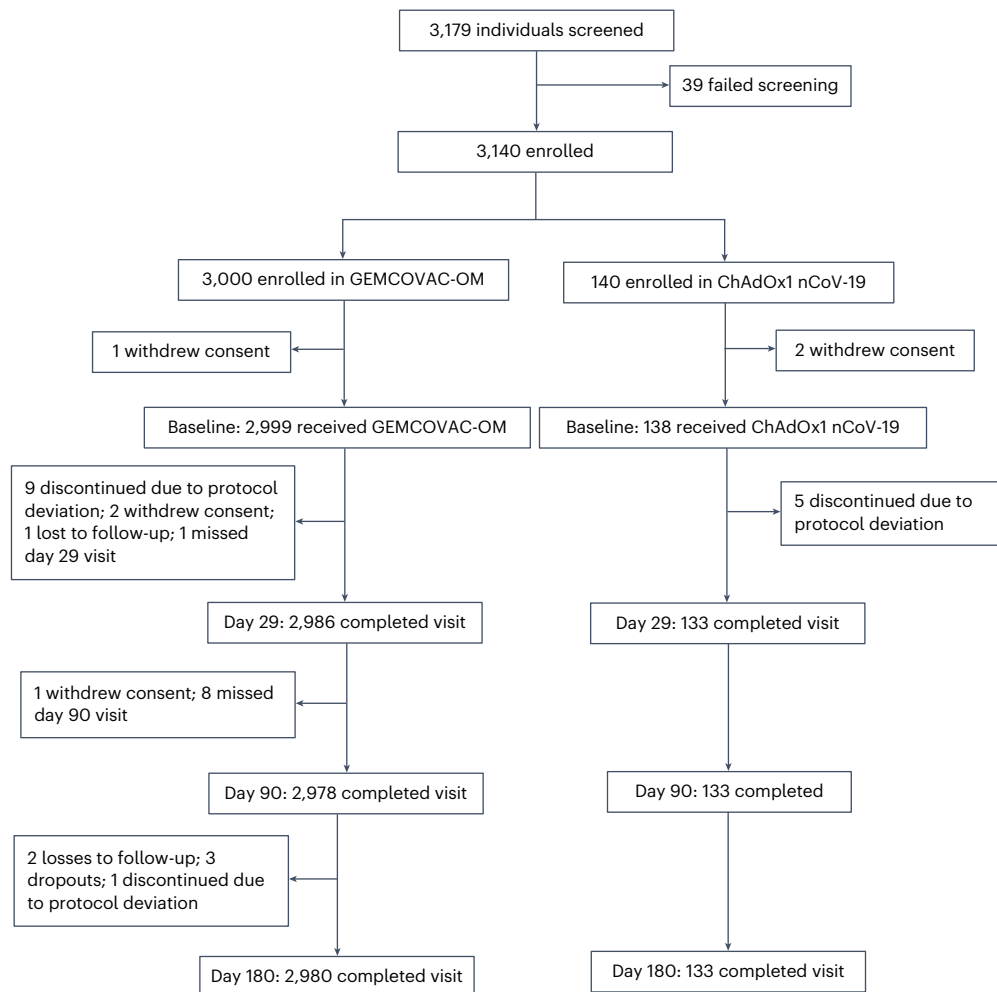 3,179 individuals screened
39 failed screening
3,140 enrolled
3,000 enrolled in GEMCOVAC-OM
140 enrolled in ChAdOx1 nCoV-19
1 withdrew consent
2 withdrew consent
Baseline: 2,999 received GEMCOVAC-OM
Baseline: 138 received ChAdOx1 nCoV-19
9 discontinued due to protocol
deviation; 2 withdrew consent;
1 lost to follow-up; 1 missed
day 29 visit
5 discontinued due to
protocol deviation
Day 29: 2,986 completed visit
Day 29: 133 completed visit
1 withdrew consent; 8 missed
day 90 visit
Day 90: 2,978 completed visit
Day 90: 133 completed
2 losses to follow-up; 3
dropouts; 1 discontinued due
to protocol deviation
Day 180: 2,980 completed visit
Day 180: 133 completed visit